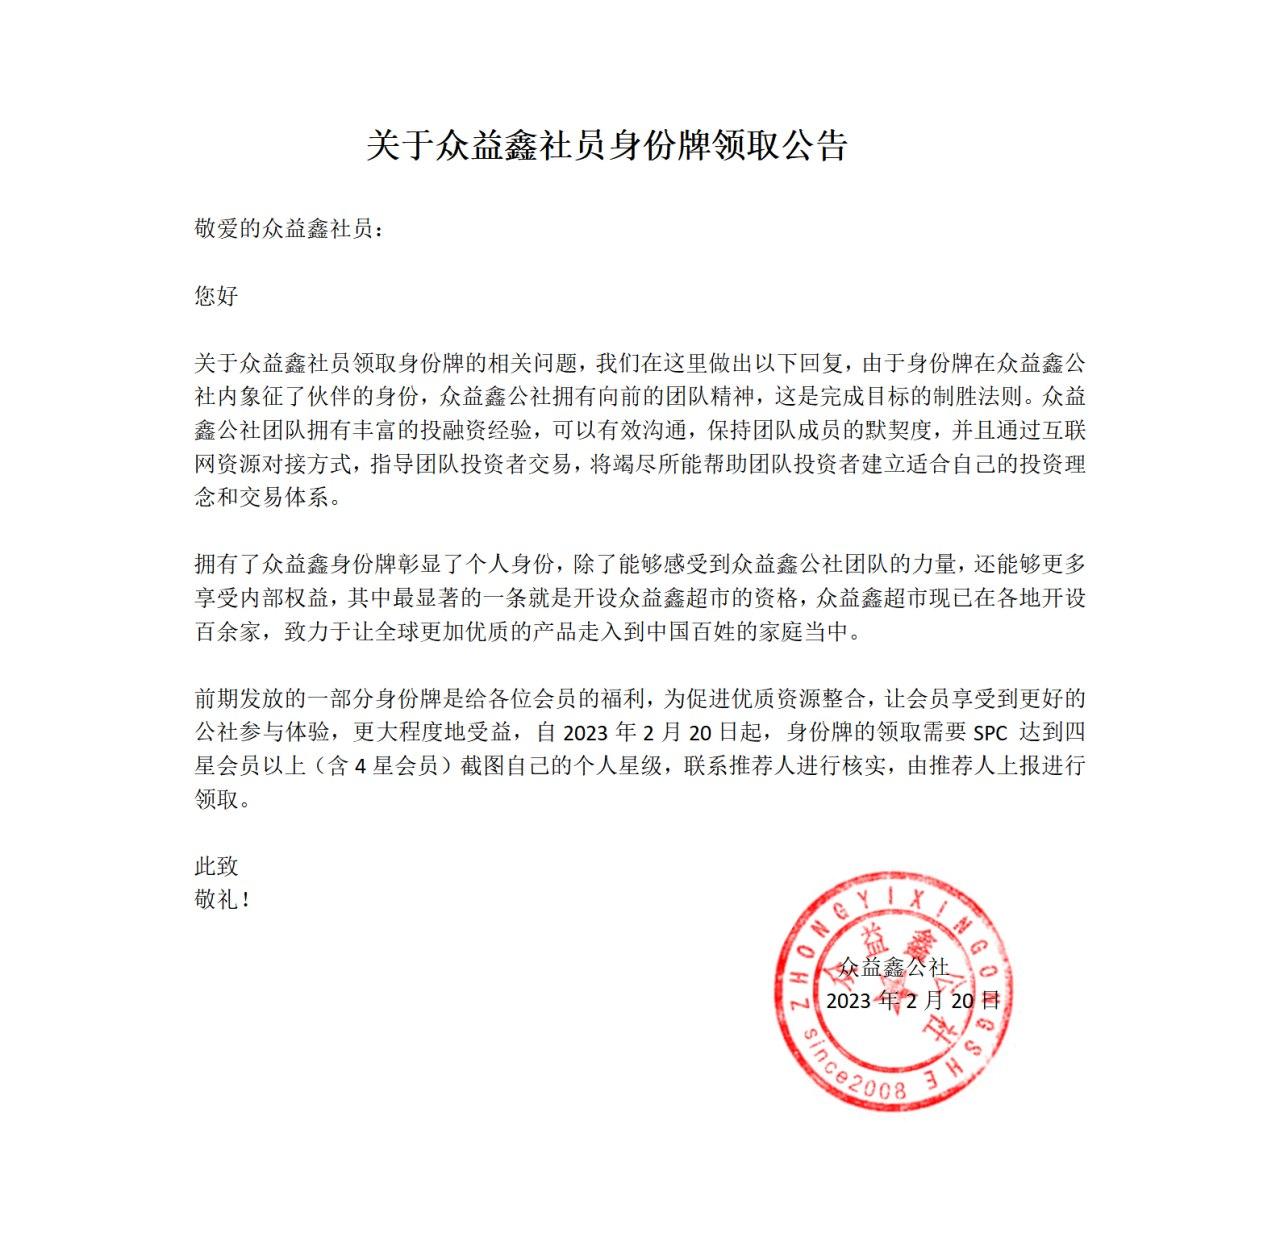 关于众益鑫社员身份牌领取公告
敬爱的众益鑫社员：
您好
关于众益鑫社员领取身份牌的相关问题，我们在这里做出以下回复，由于身份牌在众益鑫公
社内象征了伙伴的身份，众益鑫公社拥有向前的团队精神，这是完成目标的制胜法则。众益
鑫公社团队拥有丰富的投融资经验，可以有效沟通，保持团队成员的默契度，并且通过互联
网资源对接方式，指导团队投资者交易，将竭尽所能帮助团队投资者建立适合自己的投资理
念和交易体系。
拥有了众益鑫身份牌彰显了个人身份，除了能够感受到众益鑫公社团队的力量，还能够更多
享受内部权益，其中最显著的一条就是开设众益鑫超市的资格，众益鑫超市现已在各地开设
百余家，致力于让全球更加优质的产品走入到中国百姓的家庭当中。
前期发放的一部分身份牌是给各位会员的福利，为促进优质资源整合，让会员享受到更好的
公社参与体验，更大程度地受益，自 2023 年 2 月 20 日起，身份牌的领取需要 SPC 达到四
星会员以上（含 4 星会员）截图自己的个人星级，联系推荐人进行核实，由推荐人上报进行
领取。
此致
敬礼！
众益鑫公社
2023 年 2 月 20 日
ZHONGYIXINGONGSHE
众益鑫公社
since2008